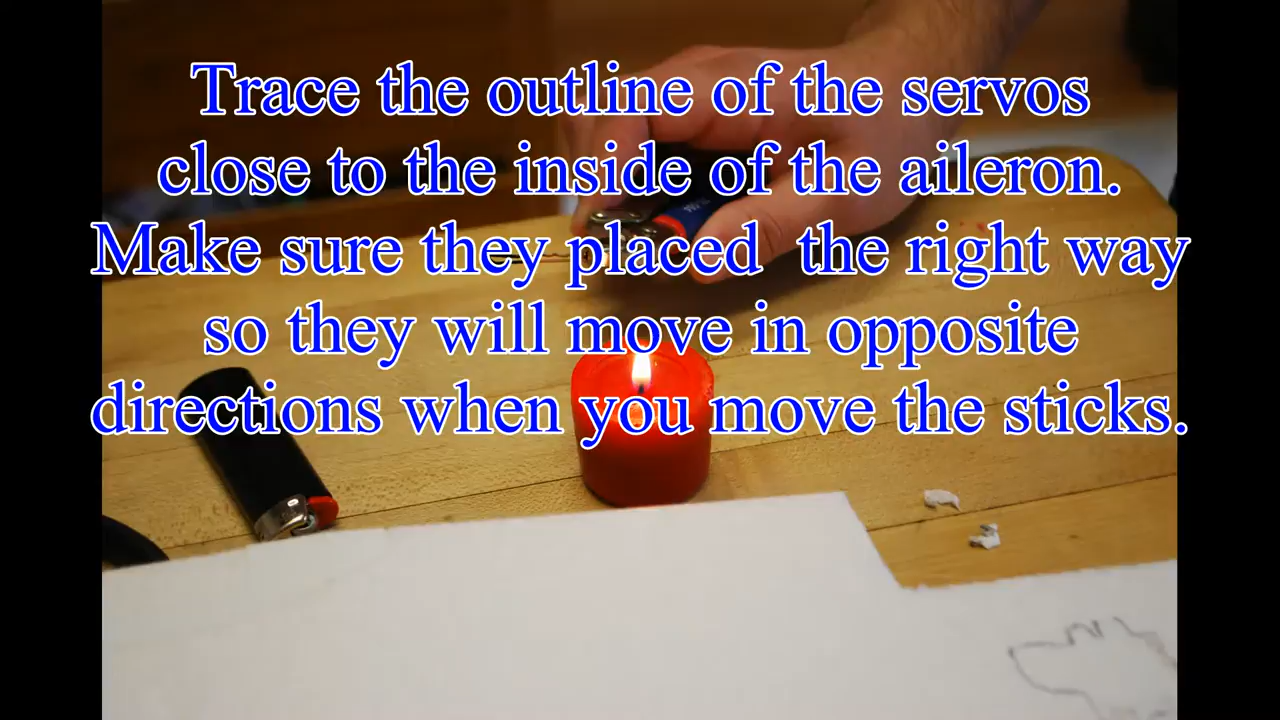 Trace the outline of the servos
close to the inside of the aileron.
Make sure they placed  the right way
so they will move in opposite
directions when you move the sticks.